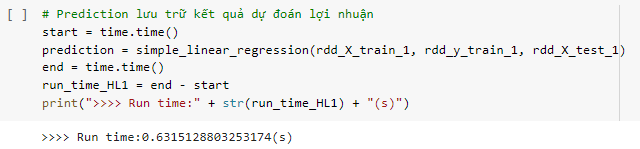 [ ] # Prediction lưu trữ kết quả dự đoán lợi nhuận
start = time.time()
prediction = simple_linear_regression(rdd_X_train_1, rdd_y_train_1, rdd_X_test_1)
end = time.time()
run_time_HL1 = end - start
print(">>>> Run time:" + str(run_time_HL1) + "(s)")
>>>> Run time:0.6315128803253174(s)